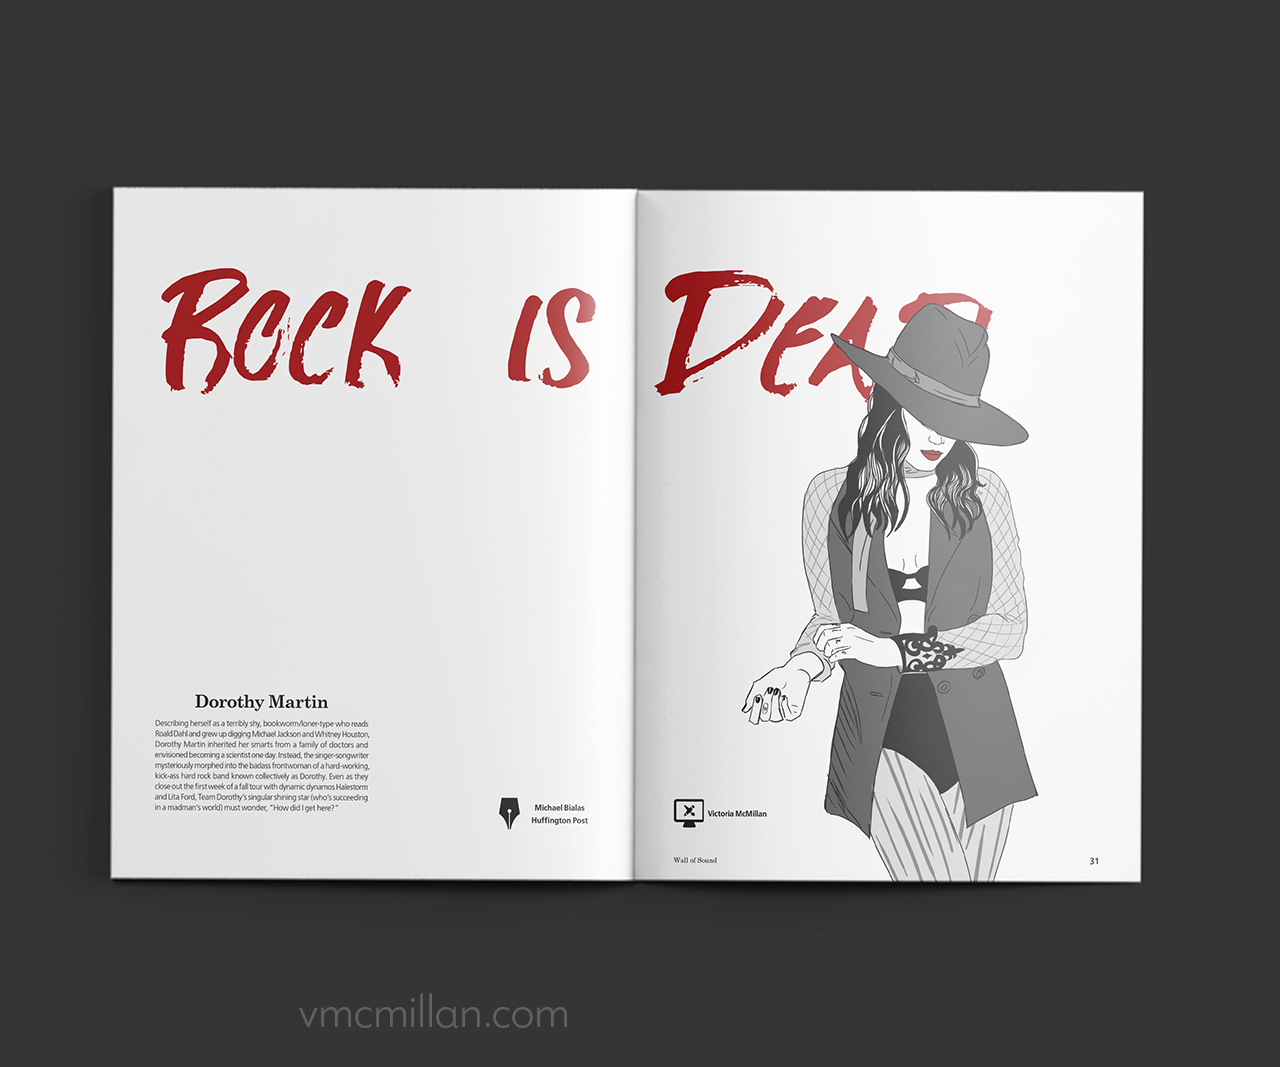 Rock is Dead
Dorothy Martin
Describing herself as a terribly shy, bookworm/loner-type who reads
Roald Dahl and grew up digging Michael Jackson and Whitney Houston,
Dorothy Martin inherited her smarts from a family of doctors and
envisioned becoming a scientist one day. Instead, the singer-songwriter
mysteriously morphed into the badass frontwoman of a hard-working,
kick-ass hard rock band known collectively as Dorothy. Even as they
close out the first week of a fall tour with dynamic dynamos Halestorm
and Lita Ford, Team Dorothy's singular shining star (who's succeeding
in a madman's world) must wonder, "How did I get here?"
Michael Bialas
Huffington Post
Victoria McMillan
Wall of Sound
31
vmcmillan.com